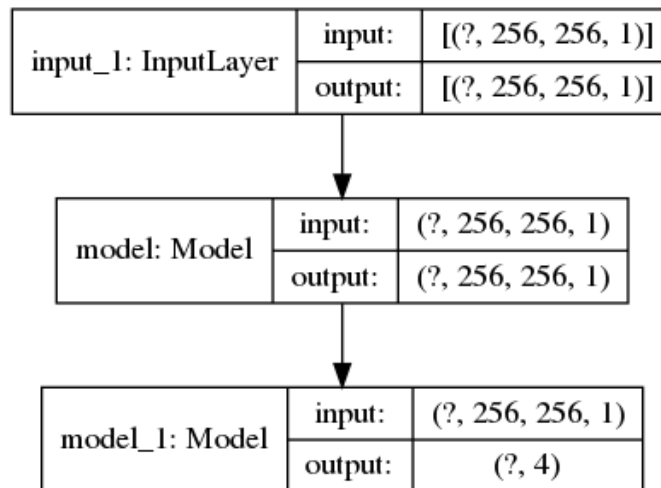 input_1: InputLayer
input: [(?, 256, 256, 1)]
output: [(?, 256, 256, 1)]
model: Model
input: (?, 256, 256, 1)
output: (?, 256, 256, 1)
model_1: Model
input: (?, 256, 256, 1)
output: (?, 4)